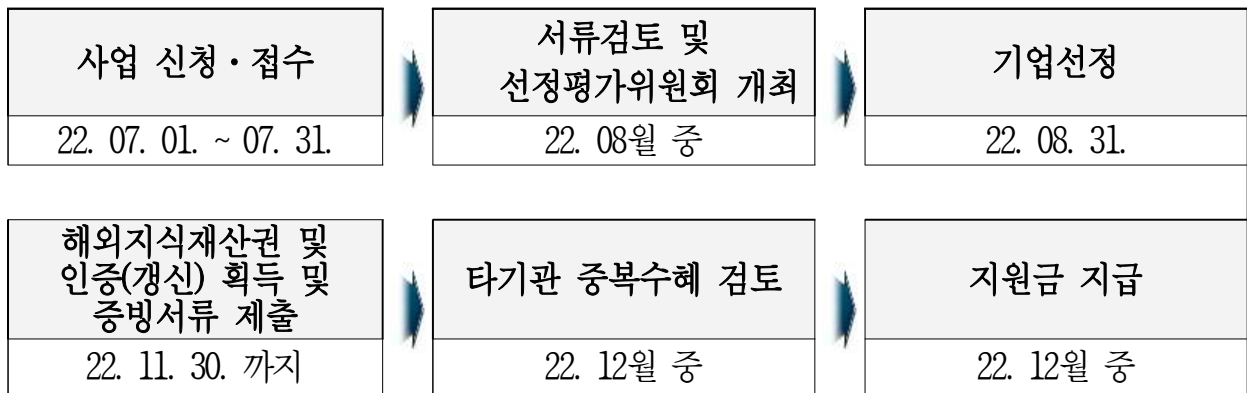 사업 신청·접수
22. 07. 01. ~ 07. 31.
서류검토 및
선정평가위원회 개최
22. 08월 중
기업선정
22. 08. 31.
해외지식재산권 및
인증(갱신) 획득 및
증빙서류 제출
22. 11. 30. 까지
타기관 중복수혜 검토
22. 12월 중
지원금 지급
22. 12월 중